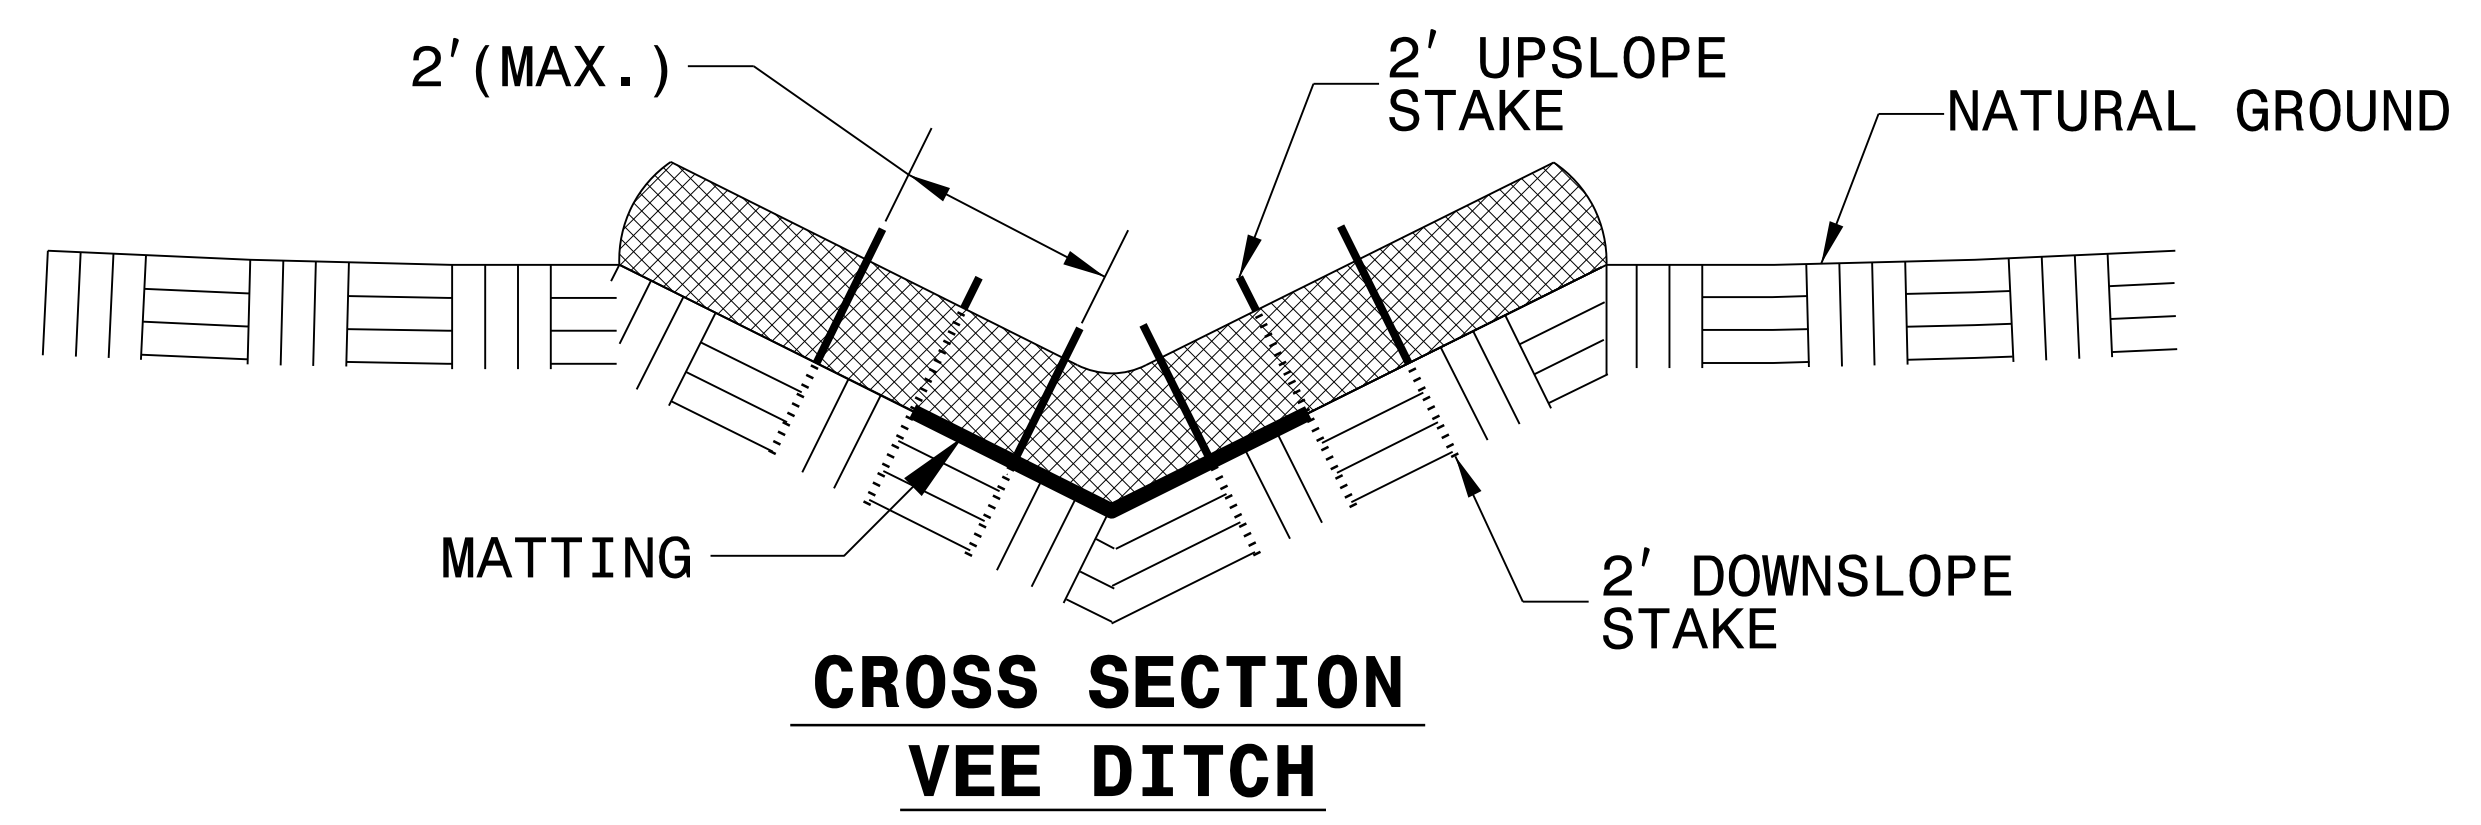 2'(MAX.)
2' UPSLOPE
STAKE
NATURAL GROUND
MATTING
2' DOWNSLOPE
STAKE
CROSS SECTION
VEE DITCH